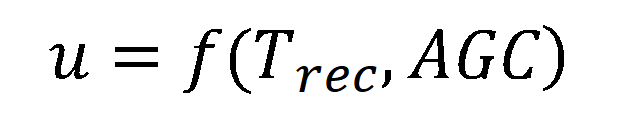 u = f(T_rec, AGC)